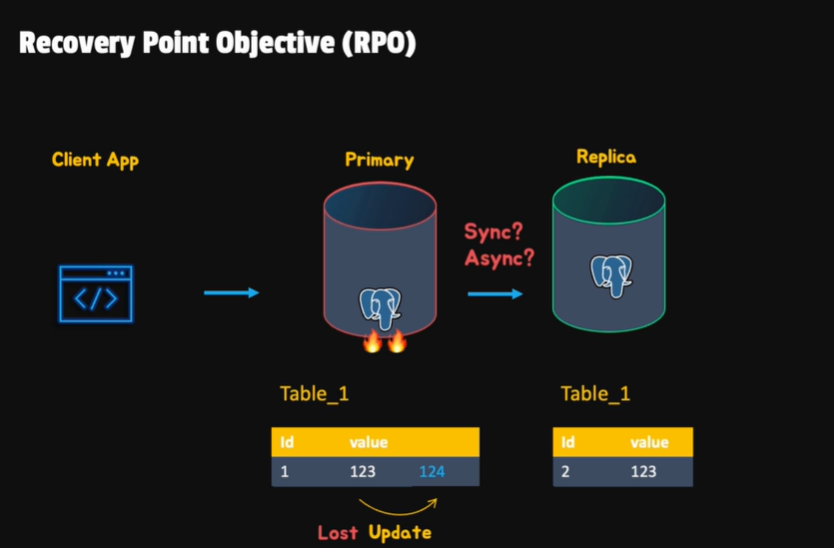 Recovery Point Objective (RPO)
Client App
Primary
Replica
Sync?
Async?
</>
Table_1
Id value
1 123 124
Lost Update
Table_1
Id value
2 123